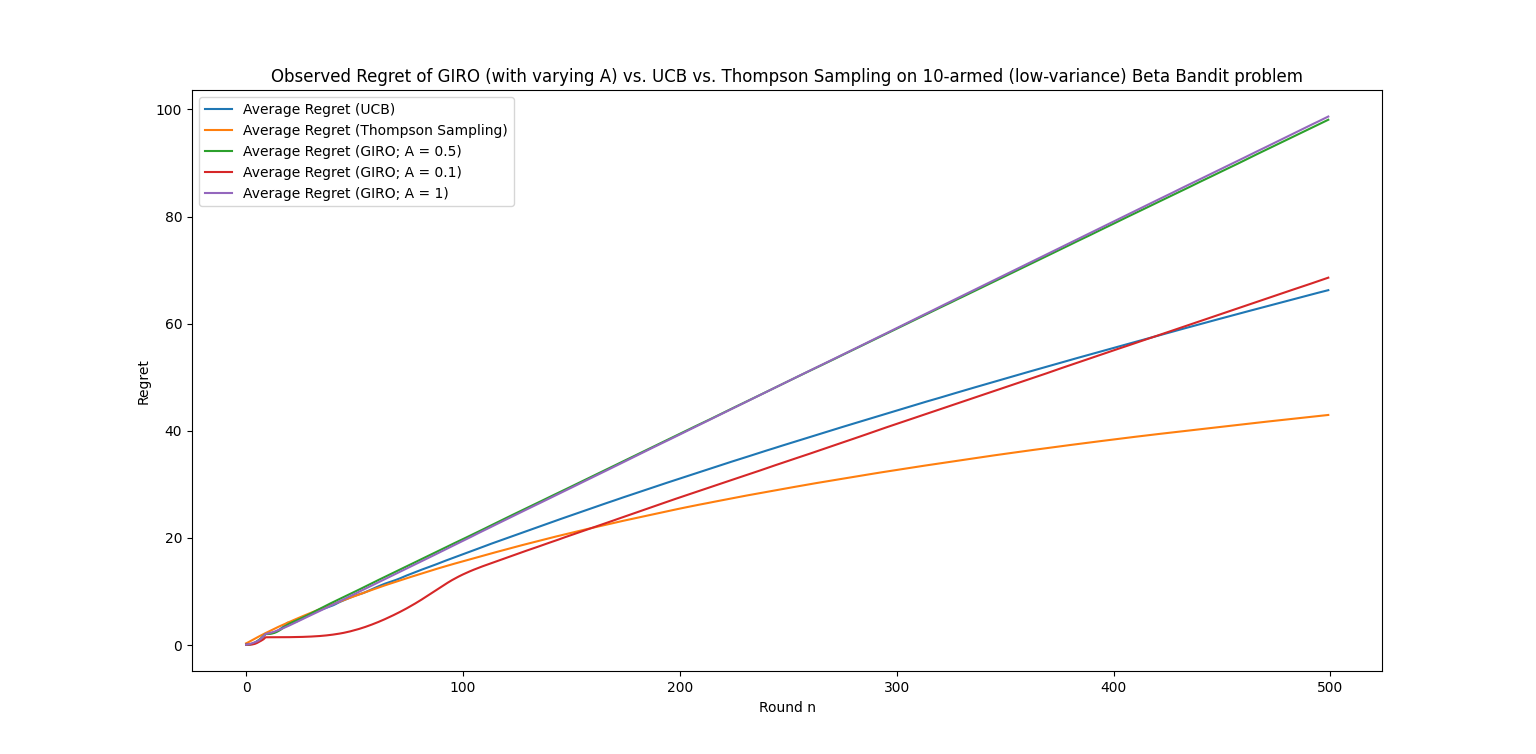 Observed Regret of GIRO (with varying A) vs. UCB vs. Thompson Sampling on 10-armed (low-variance) Beta Bandit problem
Average Regret (UCB)
Average Regret (Thompson Sampling)
Average Regret (GIRO; A = 0.5)
Average Regret (GIRO; A = 0.1)
Average Regret (GIRO; A = 1)
Regret
100
80
60
40
20
0
0 100 200 300 400 500
Round n